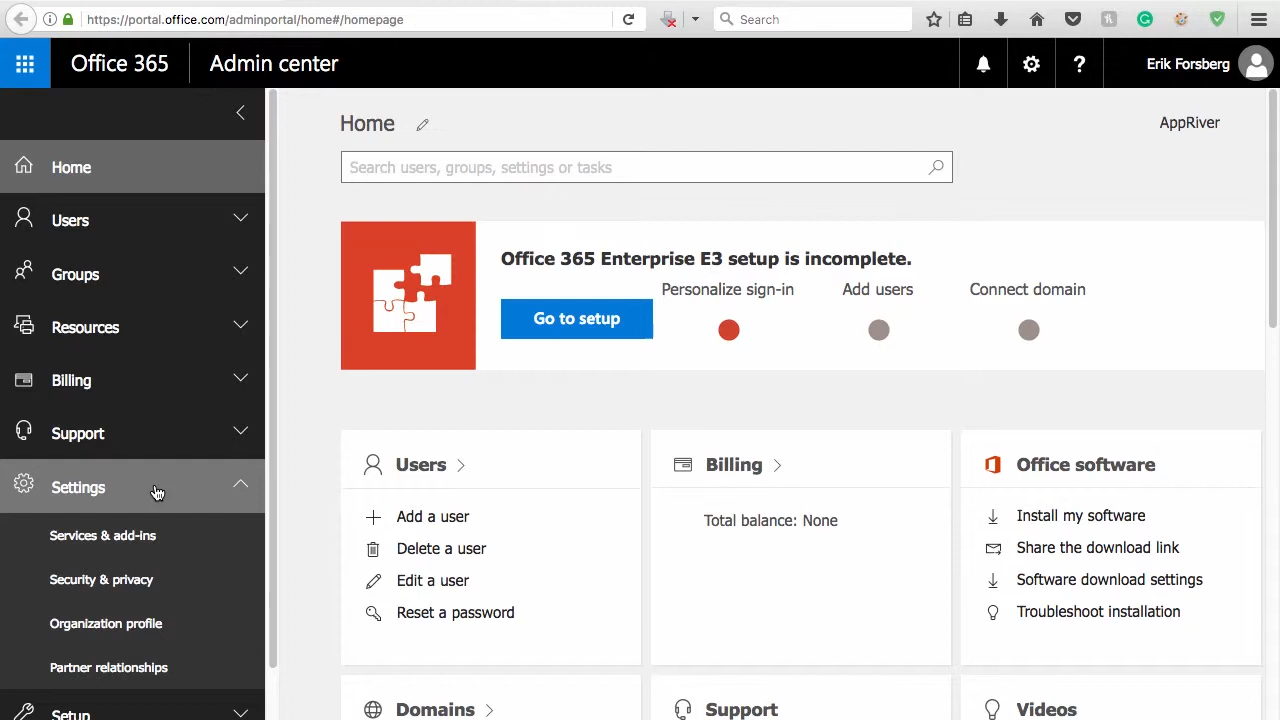 https://portal.office.com/adminportal/home#/homepage
Search
Office 365
Admin center
?
Erik Forsberg
Home
Users
Groups
Resources
Billing
Support
Settings
Services & add-ins
Security & privacy
Organization profile
Partner relationships
Setup
Home
AppRiver
Search users, groups, settings or tasks
Office 365 Enterprise E3 setup is incomplete.
Go to setup
Personalize sign-in
Add users
Connect domain
Users
Add a user
Delete a user
Edit a user
Reset a password
Billing
Total balance: None
Office software
Install my software
Share the download link
Software download settings
Troubleshoot installation
Domains
Support
Videos